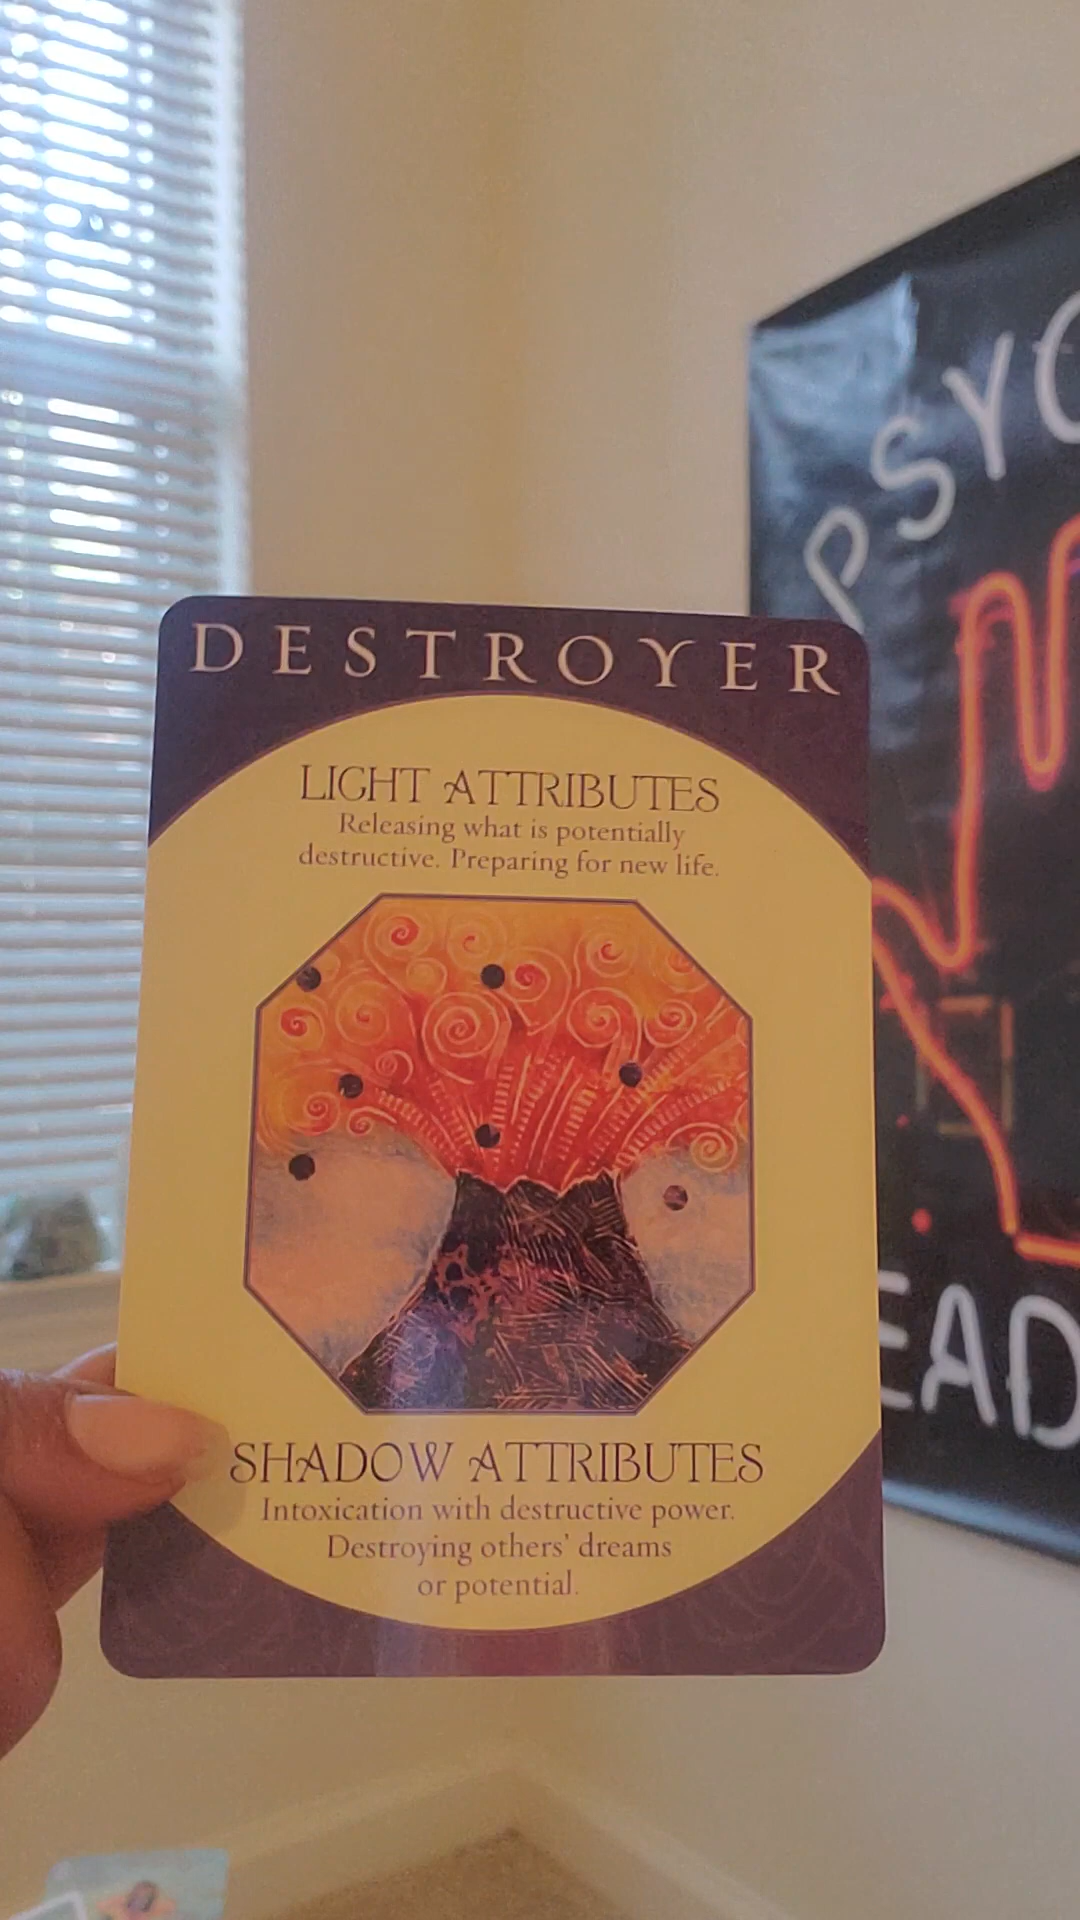 DESTROYER
LIGHT ATTRIBUTES
Releasing what is potentially
destructive. Preparing for new life.
SHADOW ATTRIBUTES
Intoxication with destructive power.
Destroying others' dreams
or potential.